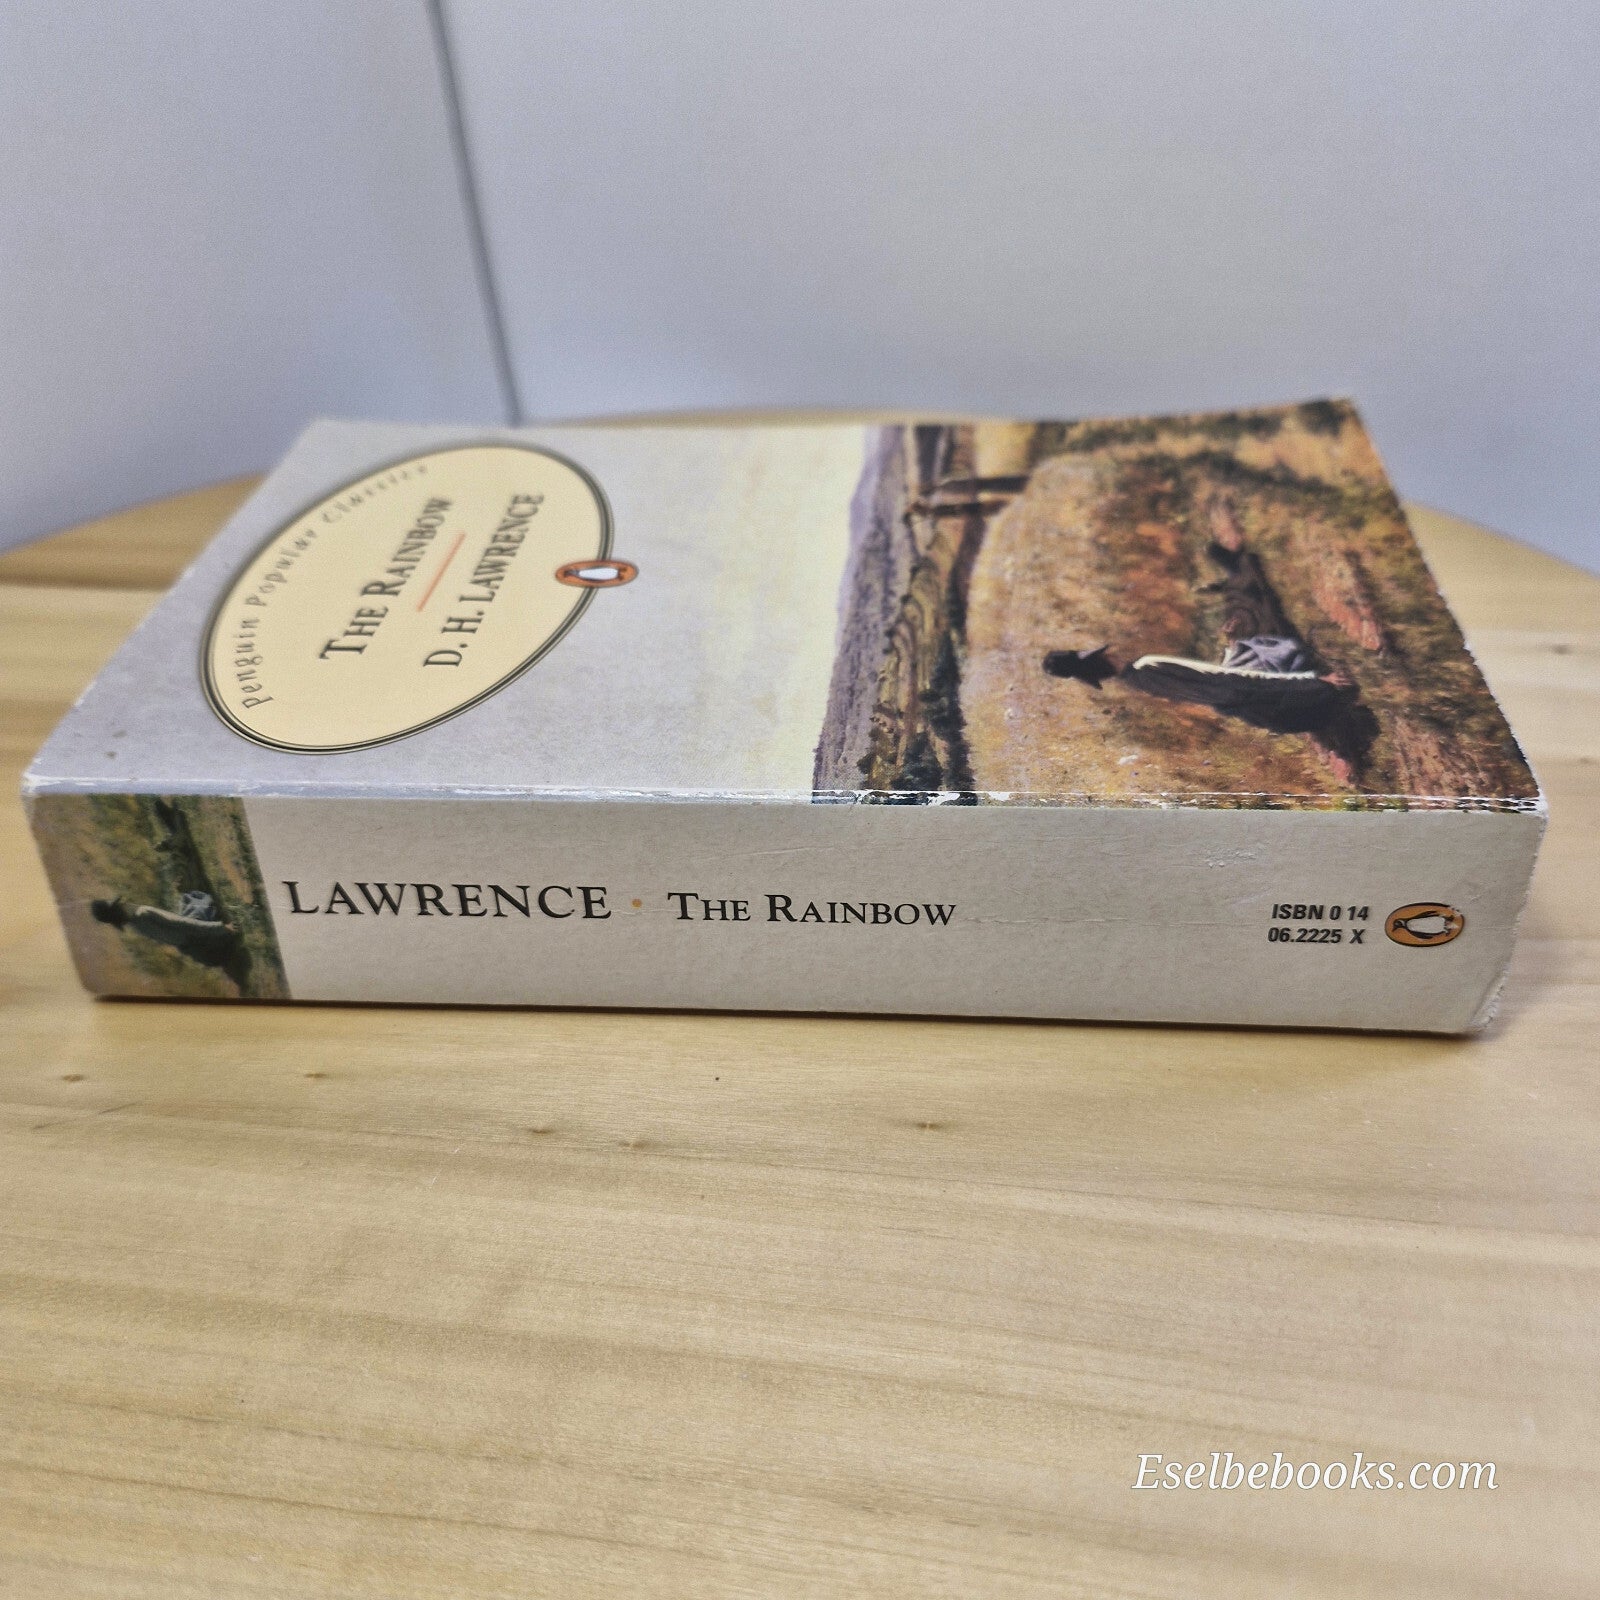 Penguin Popular Classics
THE RAINBOW
D. H. LAWRENCE
LAWRENCE · THE RAINBOW
ISBN 0 14
06.2225 X
Eselbebooks.com